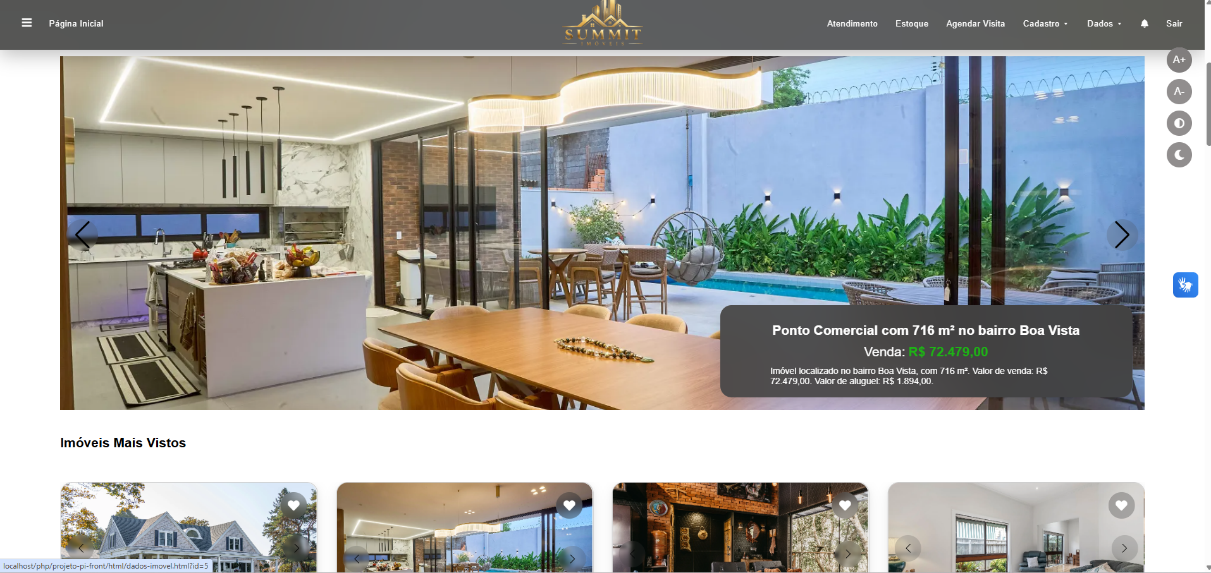 Página Inicial
SUMMIT
IMÓVEIS
Atendimento
Estoque
Agendar Visita
Cadastro
Dados
Sair
A+
A-
Ponto Comercial com 716 m² no bairro Boa Vista
Venda: R$ 72.479,00
Imóvel localizado no bairro Boa Vista, com 716 m². Valor de venda: R$
72.479,00. Valor de aluguel: R$ 1.894,00.
Imóveis Mais Vistos
localhost/php/projeto-pi-front/html/dados-imovel.html?id=5